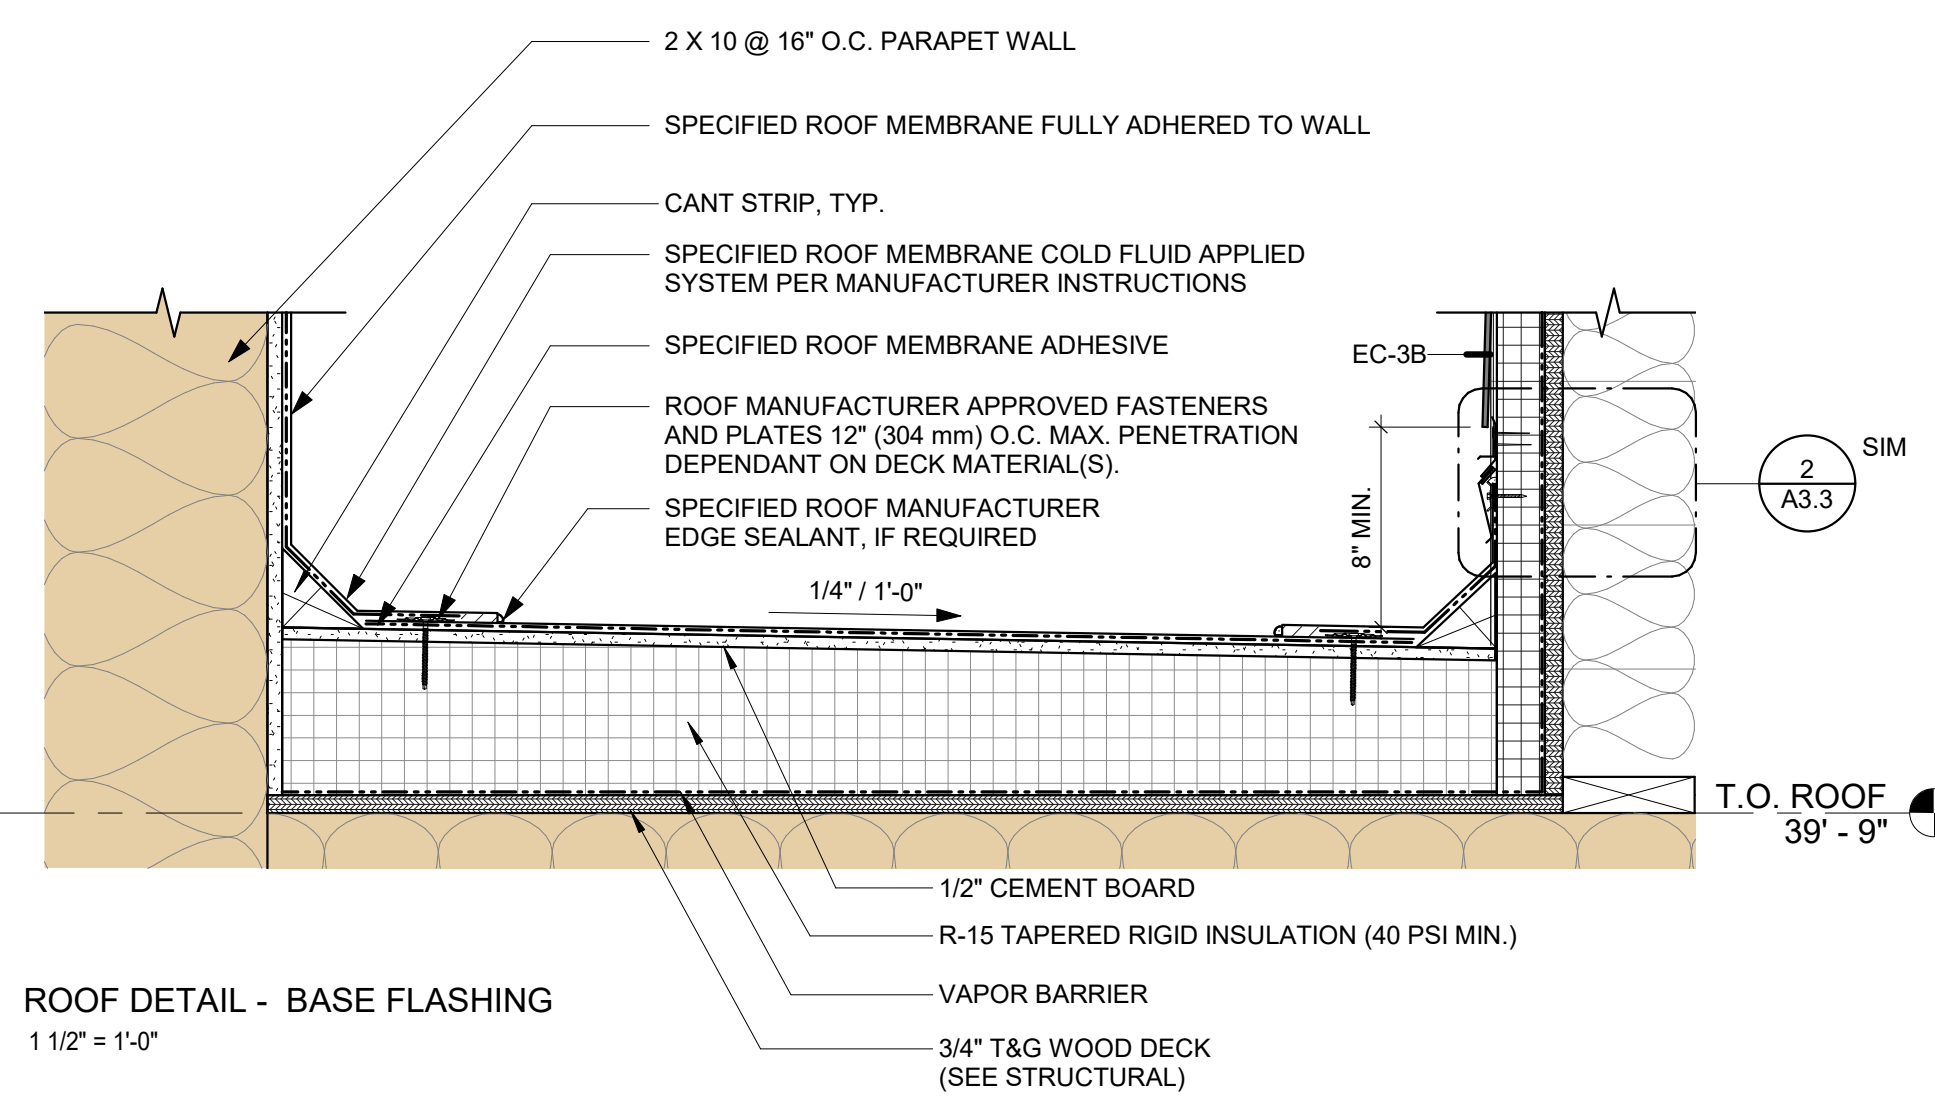 2 X 10 @ 16" O.C. PARAPET WALL
SPECIFIED ROOF MEMBRANE FULLY ADHERED TO WALL
CANT STRIP, TYP.
SPECIFIED ROOF MEMBRANE COLD FLUID APPLIED
SYSTEM PER MANUFACTURER INSTRUCTIONS
SPECIFIED ROOF MEMBRANE ADHESIVE
EC-3B
ROOF MANUFACTURER APPROVED FASTENERS
AND PLATES 12" (304 mm) O.C. MAX. PENETRATION
DEPENDANT ON DECK MATERIAL(S).
SIM
2
A3.3
8" MIN.
SPECIFIED ROOF MANUFACTURER
EDGE SEALANT, IF REQUIRED
1/4" / 1'-0"
T.O. ROOF
39' - 9"
1/2" CEMENT BOARD
R-15 TAPERED RIGID INSULATION (40 PSI MIN.)
VAPOR BARRIER
3/4" T&G WOOD DECK
(SEE STRUCTURAL)
ROOF DETAIL - BASE FLASHING
1 1/2" = 1'-0"